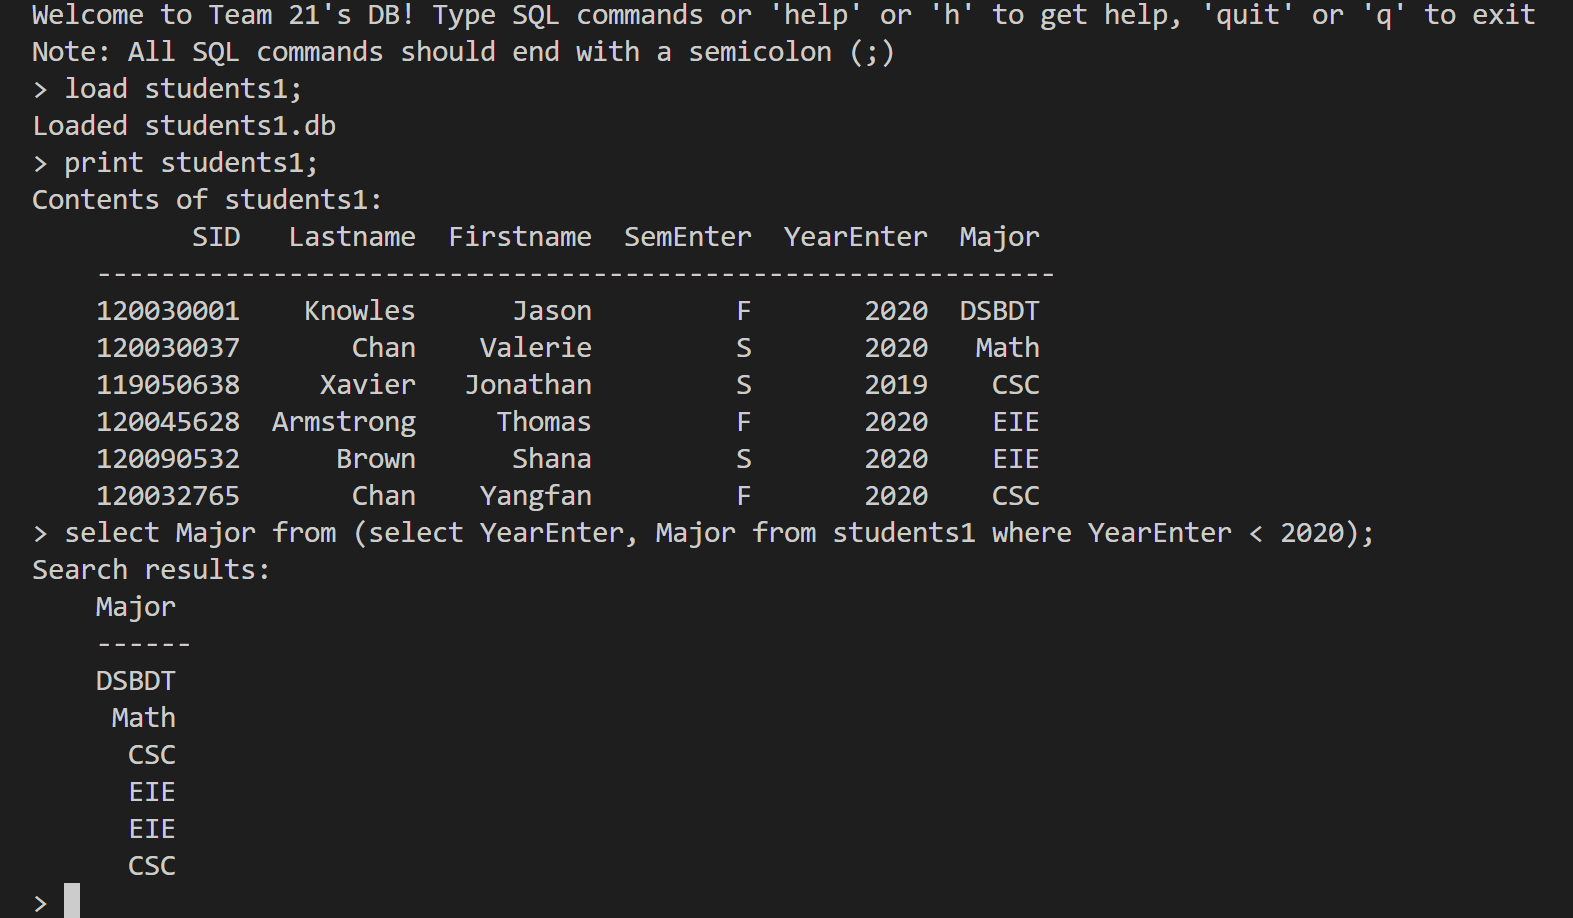 Welcome to Team 21's DB! Type SQL commands or 'help' or 'h' to get help, 'quit' or 'q' to exit
Note: All SQL commands should end with a semicolon (;)
> load students1;
Loaded students1.db
> print students1;
Contents of students1:
          SID   Lastname  Firstname  SemEnter  YearEnter  Major
    ------------------------------------------------------------
    120030001    Knowles      Jason         F       2020  DSBDT
    120030037       Chan    Valerie         S       2020   Math
    119050638     Xavier   Jonathan         S       2019    CSC
    120045628  Armstrong     Thomas         F       2020    EIE
    120090532      Brown      Shana         S       2020    EIE
    120032765       Chan    Yangfan         F       2020    CSC
> select Major from (select YearEnter, Major from students1 where YearEnter < 2020);
Search results:
    Major
    ------
    DSBDT
     Math
      CSC
      EIE
      EIE
      CSC
>